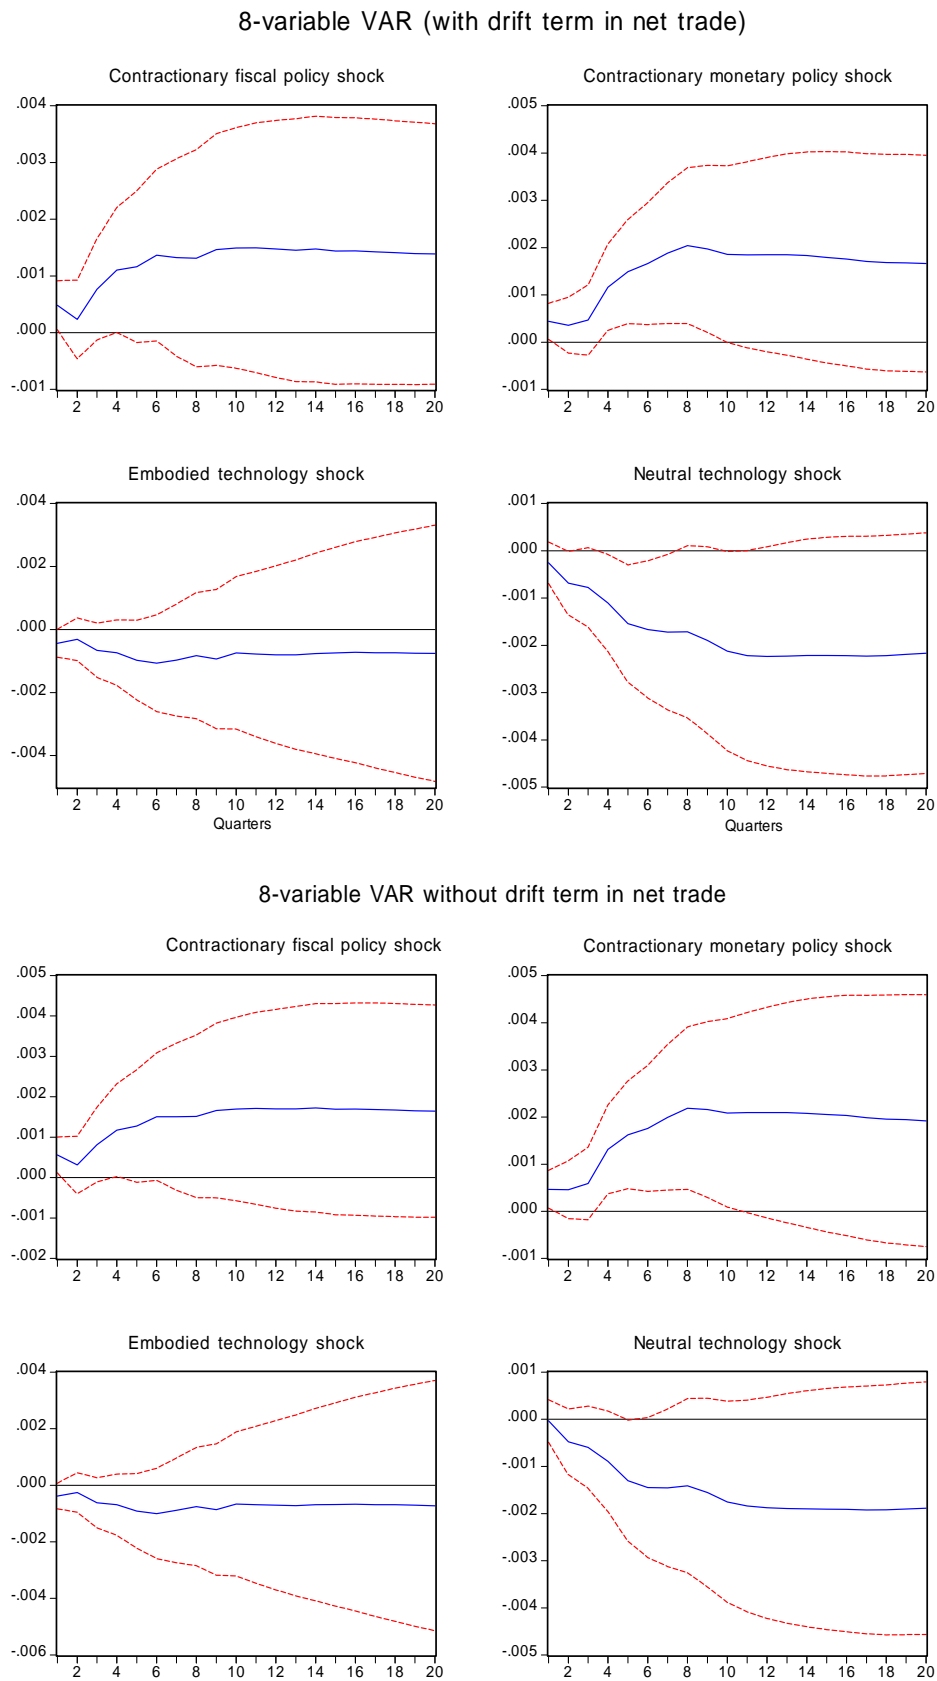 8-variable VAR (with drift term in net trade)
Contractionary fiscal policy shock
Contractionary monetary policy shock
.004
.003
.002
.001
.000
-.001
2 4 6 8 10 12 14 16 18 20
.005
.004
.003
.002
.001
.000
-.001
2 4 6 8 10 12 14 16 18 20
Embodied technology shock
Neutral technology shock
.004
.002
.000
-.002
-.004
2 4 6 8 10 12 14 16 18 20
Quarters
.001
.000
-.001
-.002
-.003
-.004
-.005
2 4 6 8 10 12 14 16 18 20
Quarters
8-variable VAR without drift term in net trade
Contractionary fiscal policy shock
Contractionary monetary policy shock
.005
.004
.003
.002
.001
.000
-.001
-.002
2 4 6 8 10 12 14 16 18 20
.005
.004
.003
.002
.001
.000
-.001
2 4 6 8 10 12 14 16 18 20
Embodied technology shock
Neutral technology shock
.004
.002
.000
-.002
-.004
-.006
2 4 6 8 10 12 14 16 18 20
.001
.000
-.001
-.002
-.003
-.004
-.005
2 4 6 8 10 12 14 16 18 20